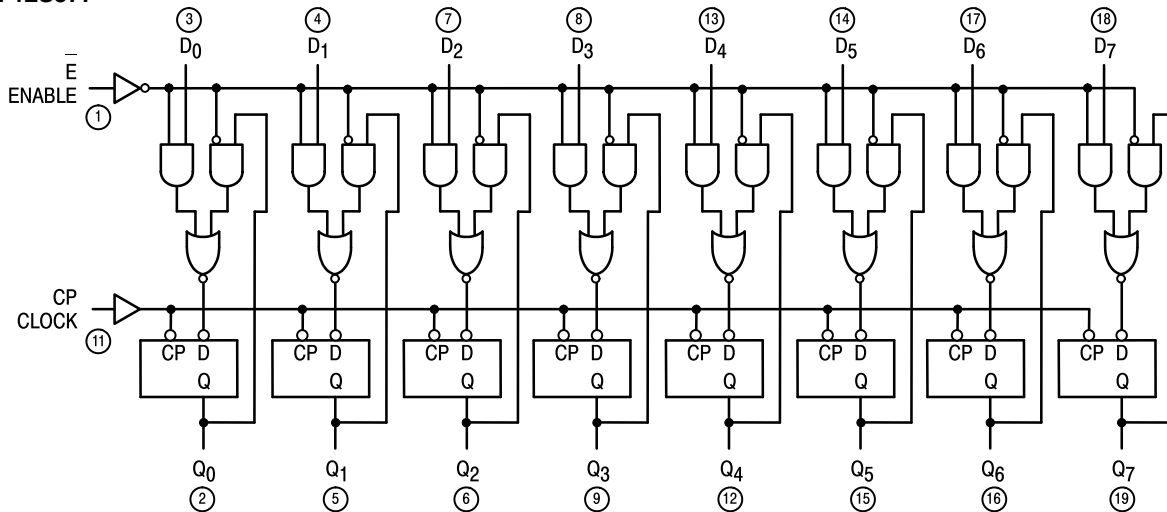 3 4 7 8 13 14 17 18
D0 D1 D2 D3 D4 D5 D6 D7
E
ENABLE
1
CP
CLOCK
11
CP D CP D CP D CP D CP D CP D CP D CP D
Q Q Q Q Q Q Q Q
Q0 Q1 Q2 Q3 Q4 Q5 Q6 Q7
2 5 6 9 12 15 16 19